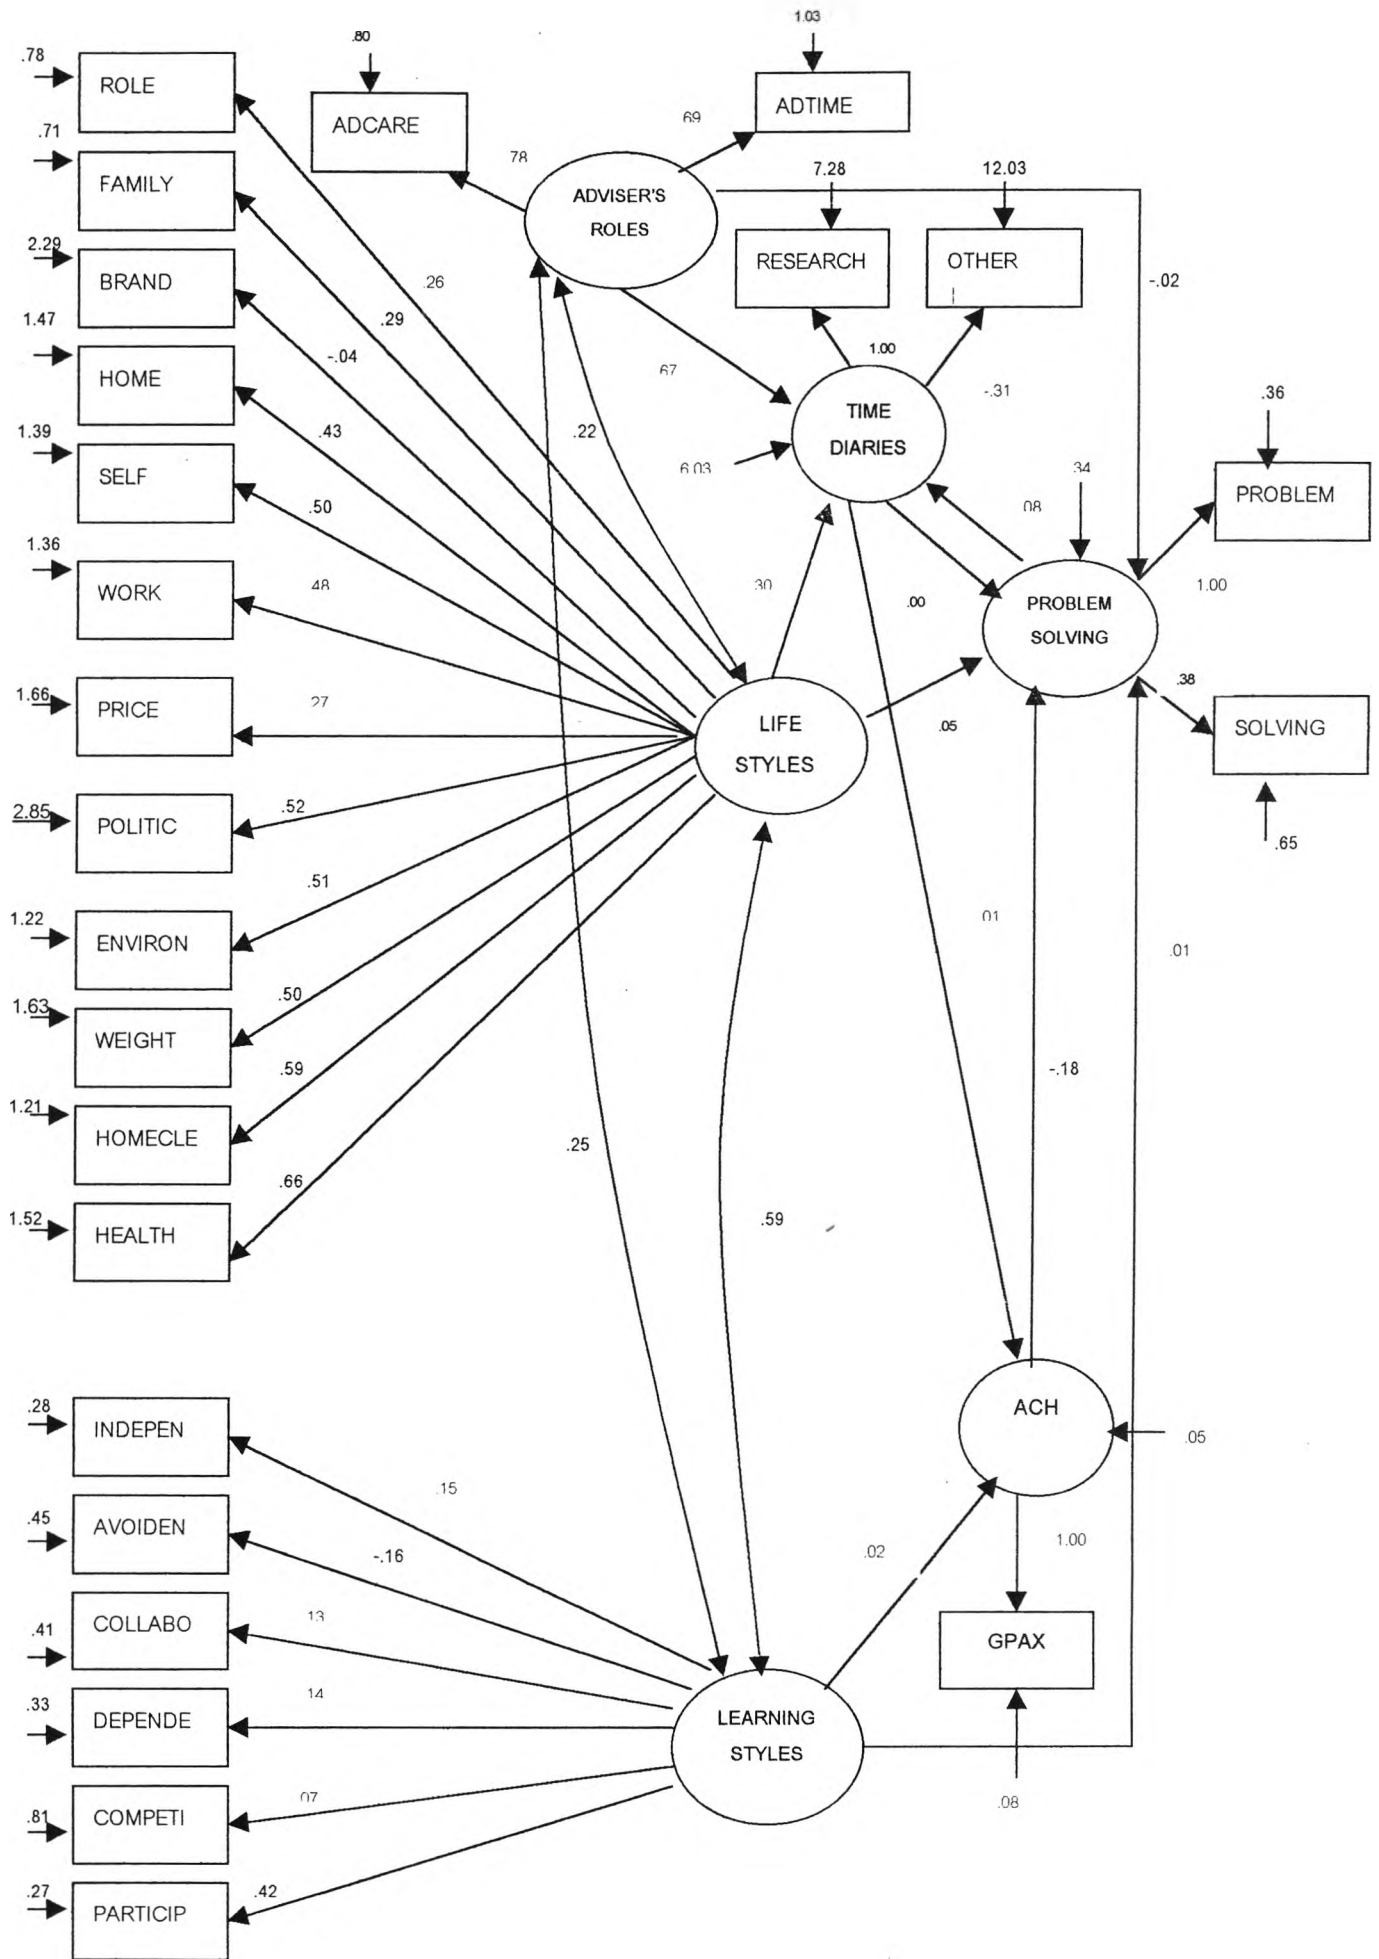 1.03
.80
.78
ROLE
ADTIME
ADCARE
.69
.71
.78
FAMILY
ADVISER'S
ROLES
7.28
12.03
2.29
BRAND
RESEARCH
OTHER
.26
.29
-.02
1.47
-.04
HOME
.67
1.00
-.31
TIME
DIARIES
.36
1.39
.43
.22
SELF
6.03
.34
PROBLEM
.50
.08
1.36
WORK
.48
.30
.00
1.00
PROBLEM
SOLVING
1.66
PRICE
.27
LIFE
STYLES
.05
.38
SOLVING
2.85
POLITIC
.52
.65
.51
1.22
ENVIRON
.01
.01
.50
1.63
WEIGHT
.59
-.18
1.21
HOMECLE
.25
.66
.59
1.52
HEALTH
.28
INDEPEN
ACH
.05
.15
.45
AVOIDEN
-.16
.02
1.00
COLLABO
.13
.41
GPAX
DEPENDE
.14
.33
LEARNING
STYLES
.07
.08
.81
COMPETI
.42
.27
PARTICIP